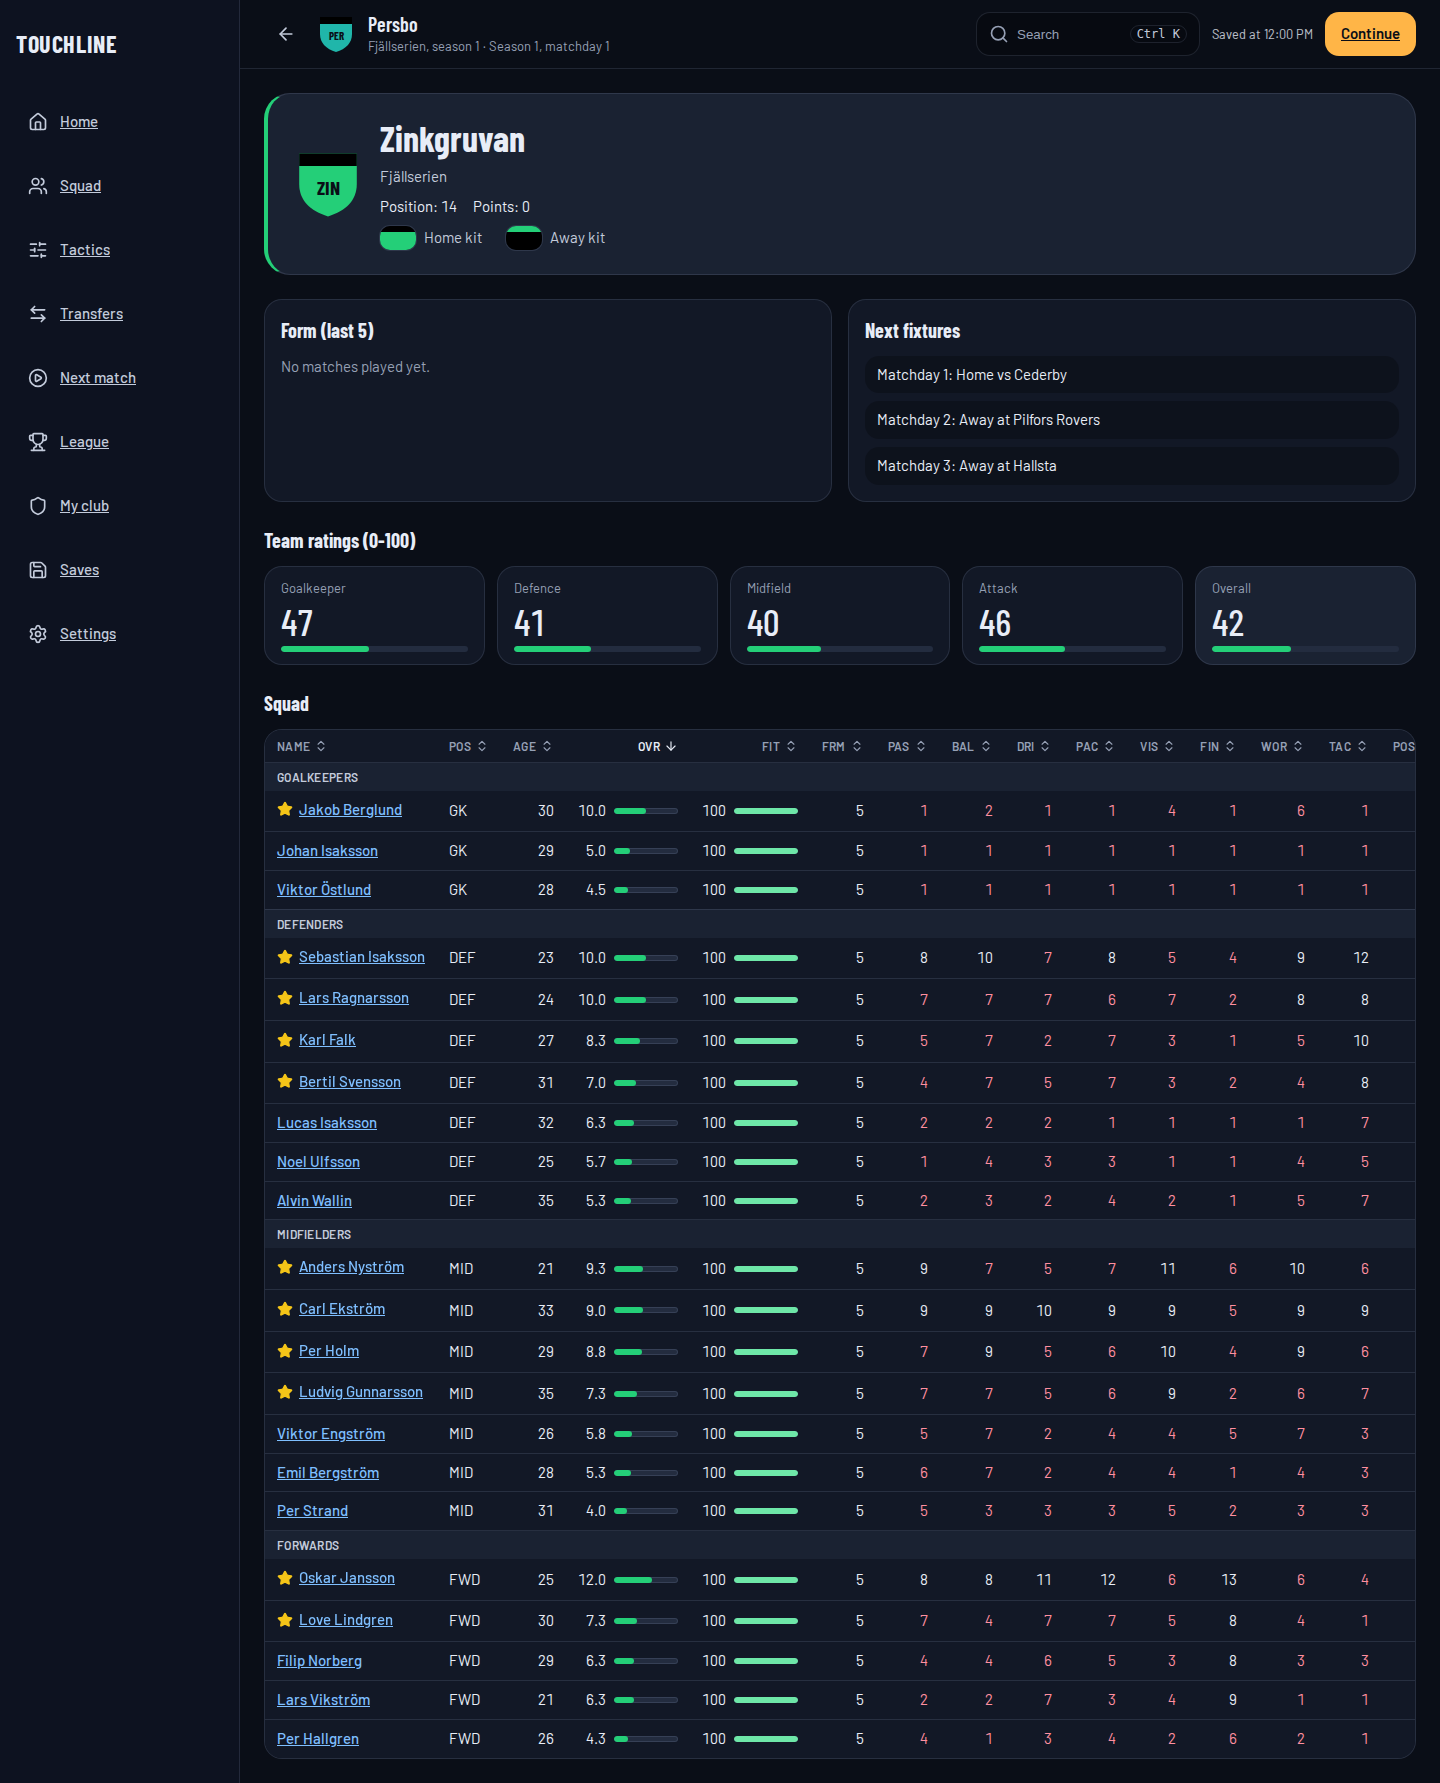 TOUCHLINE
Home
Squad
Tactics
Transfers
Next match
League
My club
Saves
Settings
PER
Persbo
Fjällserien, season 1 · Season 1, matchday 1
Search Ctrl K
Saved at 12:00 PM
Continue
ZIN
Zinkgruvan
Fjällserien
Position: 14 Points: 0
Home kit Away kit
Form (last 5)
No matches played yet.
Next fixtures
Matchday 1: Home vs Cederby
Matchday 2: Away at Pilfors Rovers
Matchday 3: Away at Hallsta
Team ratings (0-100)
Goalkeeper
47
Defence
41
Midfield
40
Attack
46
Overall
42
Squad
NAME POS AGE OVR FIT FRM PAS BAL DRI PAC VIS FIN WOR TAC POS
GOALKEEPERS
Jakob Berglund GK 30 10.0 100 5 1 2 1 1 4 1 6 1
Johan Isaksson GK 29 5.0 100 5 1 1 1 1 1 1 1 1
Viktor Östlund GK 28 4.5 100 5 1 1 1 1 1 1 1 1
DEFENDERS
Sebastian Isaksson DEF 23 10.0 100 5 8 10 7 8 5 4 9 12
Lars Ragnarsson DEF 24 10.0 100 5 7 7 7 6 7 2 8 8
Karl Falk DEF 27 8.3 100 5 5 7 2 7 3 1 5 10
Bertil Svensson DEF 31 7.0 100 5 4 7 5 7 3 2 4 8
Lucas Isaksson DEF 32 6.3 100 5 2 2 2 1 1 1 1 7
Noel Ulfsson DEF 25 5.7 100 5 1 4 3 3 1 1 4 5
Alvin Wallin DEF 35 5.3 100 5 2 3 2 4 2 1 5 7
MIDFIELDERS
Anders Nyström MID 21 9.3 100 5 9 7 5 7 11 6 10 6
Carl Ekström MID 33 9.0 100 5 9 9 10 9 9 5 9 9
Per Holm MID 29 8.8 100 5 7 9 5 6 10 4 9 6
Ludvig Gunnarsson MID 35 7.3 100 5 7 7 5 6 9 2 6 7
Viktor Engström MID 26 5.8 100 5 5 7 2 4 4 5 7 3
Emil Bergström MID 28 5.3 100 5 6 7 2 4 4 1 4 3
Per Strand MID 31 4.0 100 5 5 3 3 3 5 2 3 3
FORWARDS
Oskar Jansson FWD 25 12.0 100 5 8 8 11 12 6 13 6 4
Love Lindgren FWD 30 7.3 100 5 7 4 7 7 5 8 4 1
Filip Norberg FWD 29 6.3 100 5 4 4 6 5 3 8 3 3
Lars Vikström FWD 21 6.3 100 5 2 2 7 3 4 9 1 1
Per Hallgren FWD 26 4.3 100 5 4 1 3 4 2 6 2 1